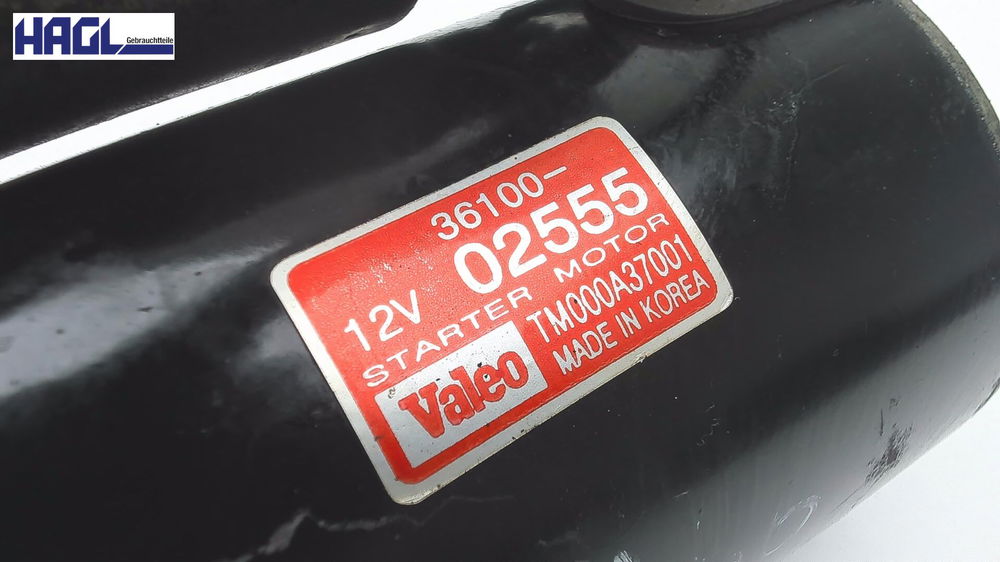 HAGL
Gebrauchtteile
36100-
02555
12V
STARTER MOTOR
Valeo
TM000A37001
MADE IN KOREA